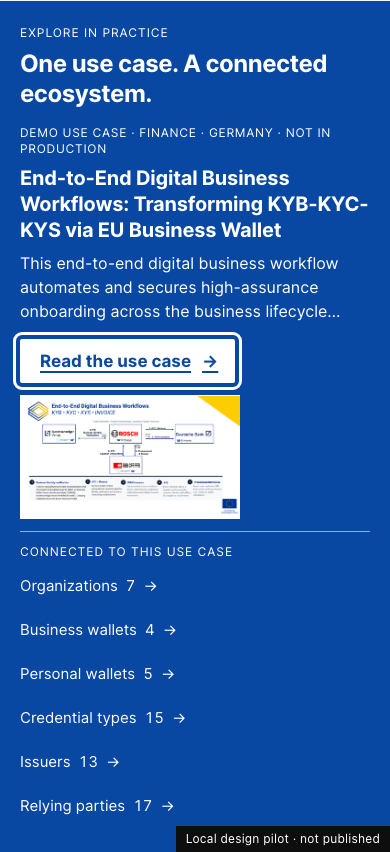 EXPLORE IN PRACTICE
One use case. A connected
ecosystem.
DEMO USE CASE · FINANCE · GERMANY · NOT IN
PRODUCTION
End-to-End Digital Business
Workflows: Transforming KYB-KYC-
KYS via EU Business Wallet
This end-to-end digital business workflow
automates and secures high-assurance
onboarding across the business lifecycle...
Read the use case →
End-to-End Digital Business Workflows
KYB · KYC · KYS · INVOICE
BOSCH
CONNECTED TO THIS USE CASE
Organizations 7 →
Business wallets 4 →
Personal wallets 5 →
Credential types 15 →
Issuers 13 →
Relying parties 17 →
Local design pilot · not published